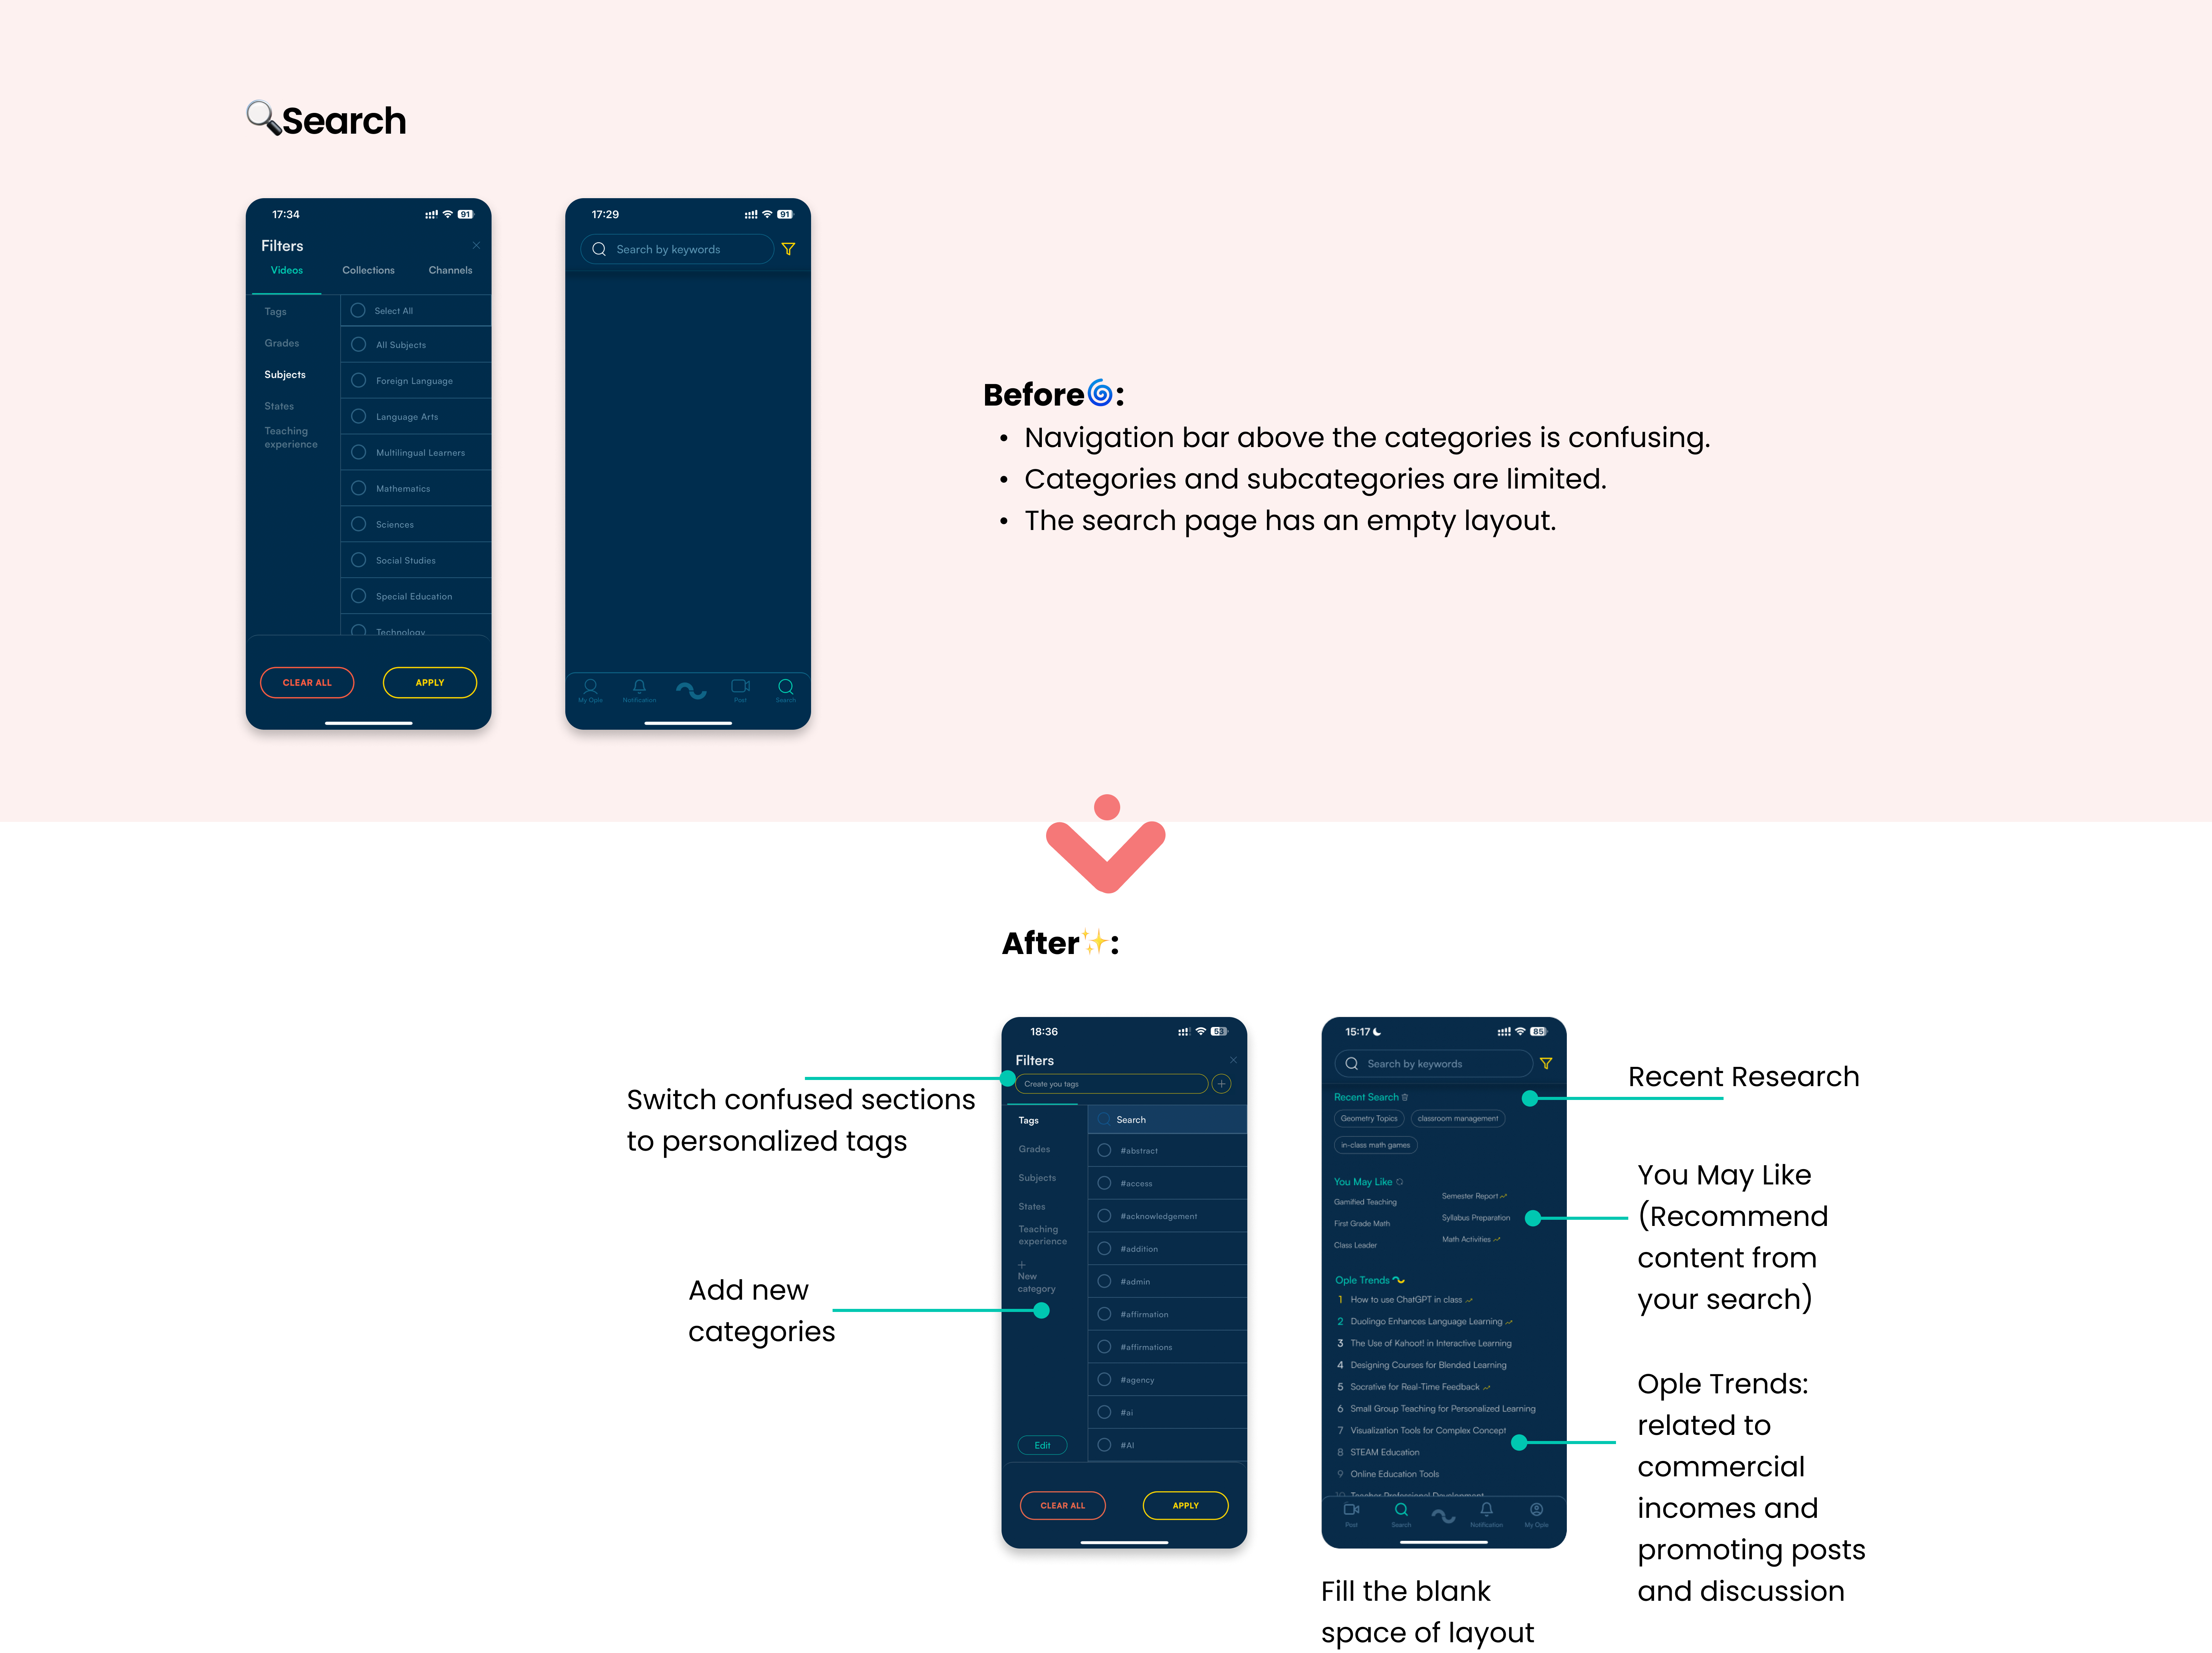 🔍Search
17:34
91
Filters
Videos Collections Channels
Tags
Grades
Subjects
States
Teaching
experience
Select All
All Subjects
Foreign Language
Language Arts
Multilingual Learners
Mathematics
Sciences
Social Studies
Special Education
Technology
CLEAR ALL APPLY
17:29
91
Search by keywords
My Ople Notification Post Search
Before🌀:
• Navigation bar above the categories is confusing.
• Categories and subcategories are limited.
• The search page has an empty layout.
After✨:
Switch confused sections
to personalized tags
Add new
categories
18:36
53
Filters
Create you tags
Tags
Grades
Subjects
States
Teaching
experience
+
New
category
Edit
Search
#abstract
#access
#acknowledgement
#addition
#admin
#affirmation
#affirmations
#agency
#ai
#AI
CLEAR ALL APPLY
15:17
85
Search by keywords
Recent Search
Geometry Topics classroom management
in-class math games
You May Like
Gamified Teaching
First Grade Math
Class Leader
Semester Report
Syllabus Preparation
Math Activities
Ople Trends
1 How to use ChatGPT in class
2 Duolingo Enhances Language Learning
3 The Use of Kahoot! in Interactive Learning
4 Designing Courses for Blended Learning
5 Socrative for Real-Time Feedback
6 Small Group Teaching for Personalized Learning
7 Visualization Tools for Complex Concept
8 STEAM Education
9 Online Education Tools
10 Teacher Professional Development
Post Search Notification My Ople
Fill the blank
space of layout
Recent Research
You May Like
(Recommend
content from
your search)
Ople Trends:
related to
commercial
incomes and
promoting posts
and discussion